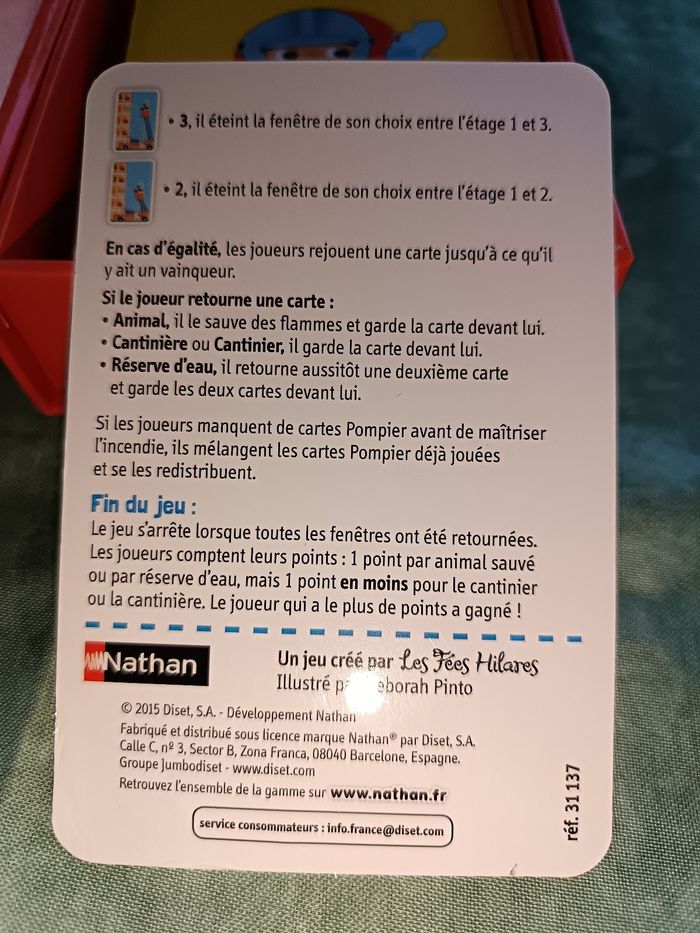 • 3, il éteint la fenêtre de son choix entre l'étage 1 et 3.
• 2, il éteint la fenêtre de son choix entre l'étage 1 et 2.
En cas d'égalité, les joueurs rejouent une carte jusqu'à ce qu'il
y ait un vainqueur.
Si le joueur retourne une carte :
• Animal, il le sauve des flammes et garde la carte devant lui.
• Cantinière ou Cantinier, il garde la carte devant lui.
• Réserve d'eau, il retourne aussitôt une deuxième carte
et garde les deux cartes devant lui.
Si les joueurs manquent de cartes Pompier avant de maîtriser
l'incendie, ils mélangent les cartes Pompier déjà jouées
et se les redistribuent.
Fin du jeu :
Le jeu s'arrête lorsque toutes les fenêtres ont été retournées.
Les joueurs comptent leurs points : 1 point par animal sauvé
ou par réserve d'eau, mais 1 point en moins pour le cantinier
ou la cantinière. Le joueur qui a le plus de points a gagné !
Nathan
Un jeu créé par Les Fées Hilares
Illustré Pinto
© 2015 Diset, S.A. - Développement Nathan
Fabriqué et distribué sous licence marque Nathan® par Diset, S.A.
Calle C, nº 3, Sector B, Zona Franca, 08040 Barcelone, Espagne.
Groupe Jumbodiset - www.diset.com
Retrouvez l'ensemble de la gamme sur www.nathan.fr
service consommateurs : info.france@diset.com
réf. 31 137